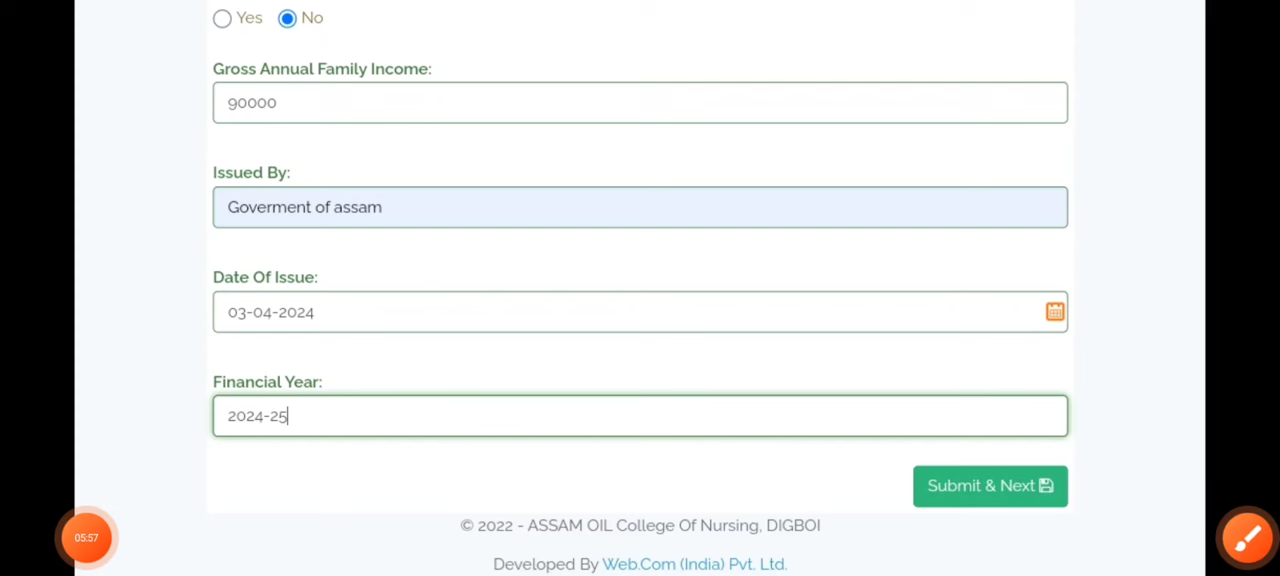 Yes No
Gross Annual Family Income:
90000
Issued By:
Goverment of assam
Date Of Issue:
03-04-2024
Financial Year:
2024-25
Submit & Next
© 2022 - ASSAM OIL College Of Nursing, DIGBOI
05:57
Developed By Web.Com (India) Pvt. Ltd.